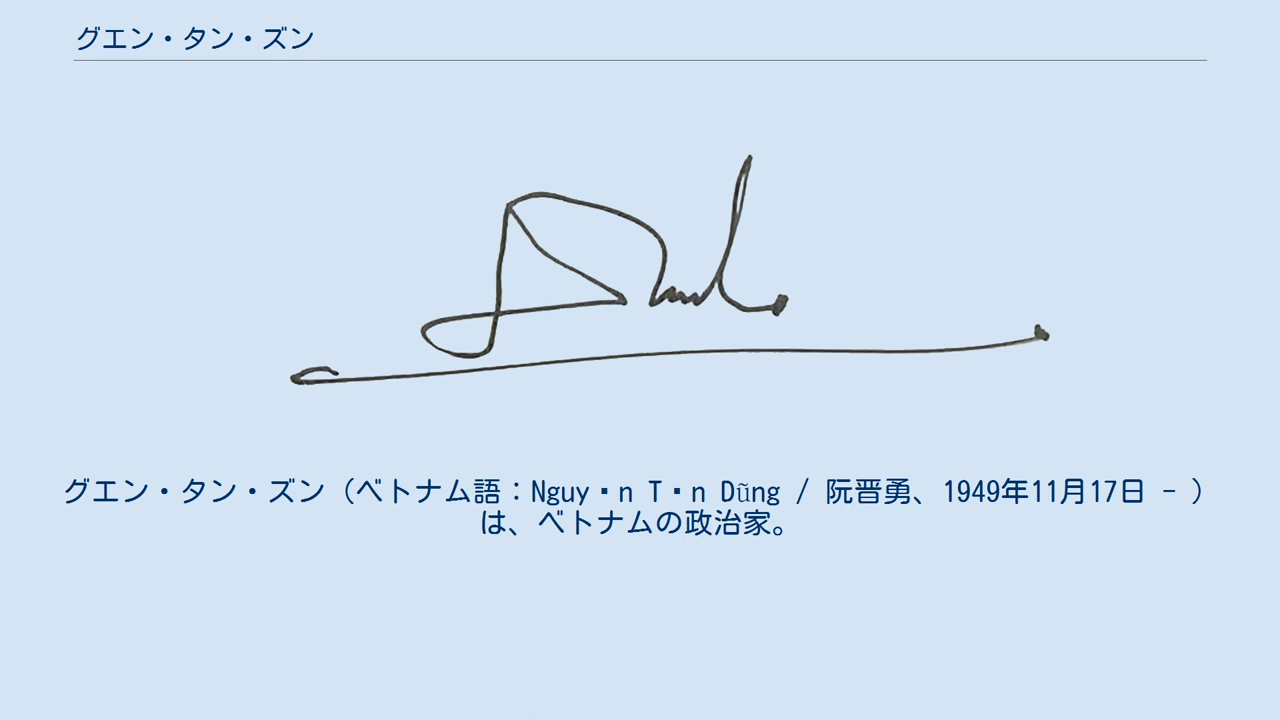 グエン・タン・ズン
グエン・タン・ズン（ベトナム語：Nguy▪n T▪n Dũng / 阮晋勇、1949年11月17日 - ）
は、ベトナムの政治家。